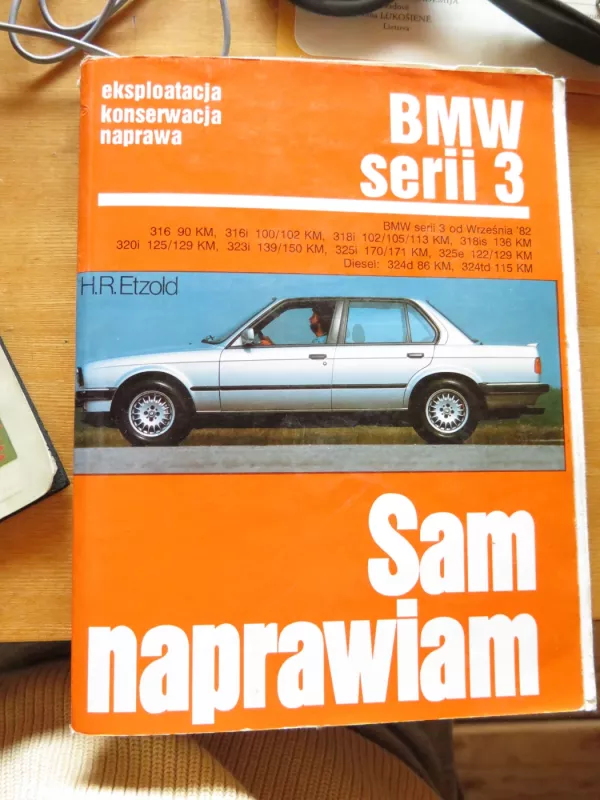 LUKOŠIENĖ
Lietuva
eksploatacja
konserwacja
naprawa
BMW
serii 3
BMW serii 3 od Września '82
316 90 KM, 316i 100/102 KM, 318i 102/105/113 KM, 318is 136 KM
320i 125/129 KM, 323i 139/150 KM, 325i 170/171 KM, 325e 122/129 KM
Diesel: 324d 86 KM, 324td 115 KM
H.R. Etzold
Sam
naprawiam